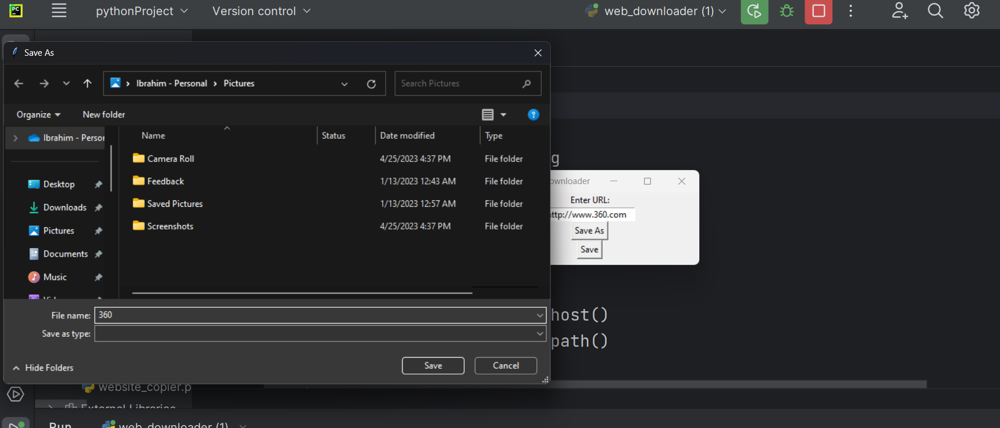 PC
pythonProject
Version control
web_downloader (1)
Save As
Ibrahim - Personal
Pictures
Search Pictures
Organize
New folder
?
Ibrahim - Persor
Name
Status
Date modified
Type
Camera Roll
4/25/2023 4:37 PM
File folder
Feedback
1/13/2023 12:43 AM
File folder
Saved Pictures
1/13/2023 12:57 AM
File folder
Screenshots
4/25/2023 4:37 PM
File folder
Desktop
Downloads
Pictures
Documents
Music
g
ownloader
Enter URL:
ttp://www.360.com
Save As
Save
host()
path()
File name:
360
Save as type:
Hide Folders
Save
Cancel
website_copier.p
External Libraries
Run
web_downloader (1)